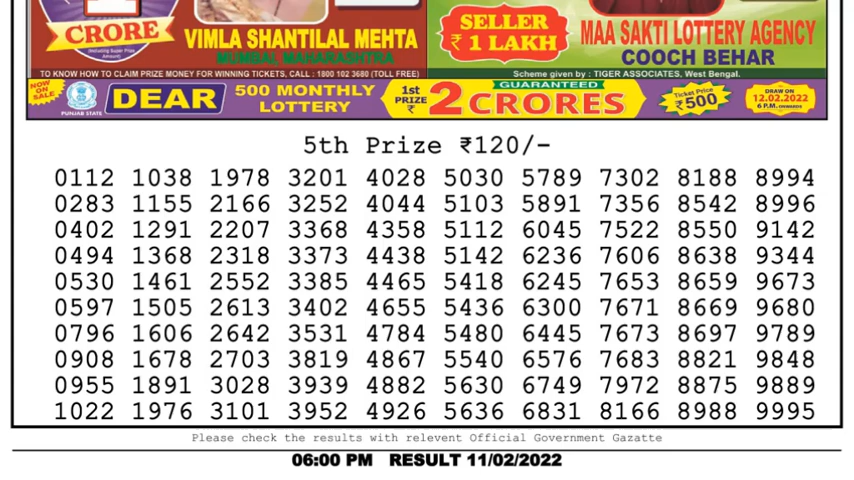 1
CRORE
(Including Super Prize Amount)
VIMLA SHANTILAL MEHTA
MUMBAI, MAHARASHTRA
SELLER
₹ 1 LAKH
MAA SAKTI LOTTERY AGENCY
COOCH BEHAR
TO KNOW HOW TO CLAIM PRIZE MONEY FOR WINNING TICKETS, CALL : 1800 102 3680 (TOLL FREE)
Scheme given by : TIGER ASSOCIATES, West Bengal.
NOW ON SALE
PUNJAB STATE
DEAR
500 MONTHLY
LOTTERY
1st
PRIZE
₹
GUARANTEED
2 CRORES
Ticket Price
₹500
DRAW ON
12.02.2022
6 P.M. ONWARDS
5th Prize ₹120/-
0112 1038 1978 3201 4028 5030 5789 7302 8188 8994
0283 1155 2166 3252 4044 5103 5891 7356 8542 8996
0402 1291 2207 3368 4358 5112 6045 7522 8550 9142
0494 1368 2318 3373 4438 5142 6236 7606 8638 9344
0530 1461 2552 3385 4465 5418 6245 7653 8659 9673
0597 1505 2613 3402 4655 5436 6300 7671 8669 9680
0796 1606 2642 3531 4784 5480 6445 7673 8697 9789
0908 1678 2703 3819 4867 5540 6576 7683 8821 9848
0955 1891 3028 3939 4882 5630 6749 7972 8875 9889
1022 1976 3101 3952 4926 5636 6831 8166 8988 9995
Please check the results with relevent Official Government Gazatte
06:00 PM RESULT 11/02/2022